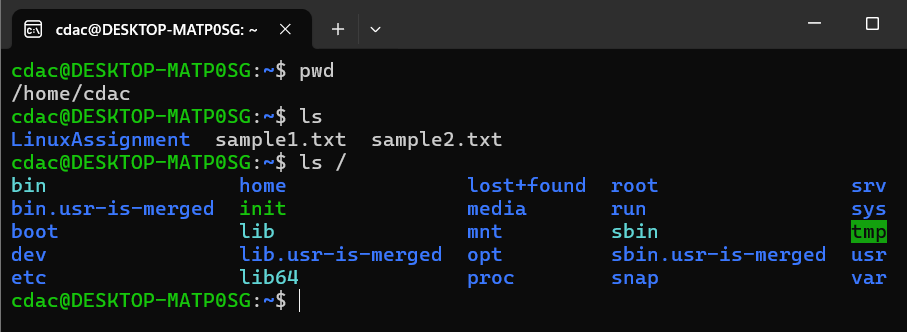 cdac@DESKTOP-MATP0SG: ~
cdac@DESKTOP-MATP0SG:~$ pwd
/home/cdac
cdac@DESKTOP-MATP0SG:~$ ls
LinuxAssignment  sample1.txt  sample2.txt
cdac@DESKTOP-MATP0SG:~$ ls /
bin                home                lost+found  root                srv
bin.usr-is-merged  init                media       run                 sys
boot               lib                 mnt         sbin                tmp
dev                lib.usr-is-merged   opt         sbin.usr-is-merged  usr
etc                lib64               proc        snap                var
cdac@DESKTOP-MATP0SG:~$